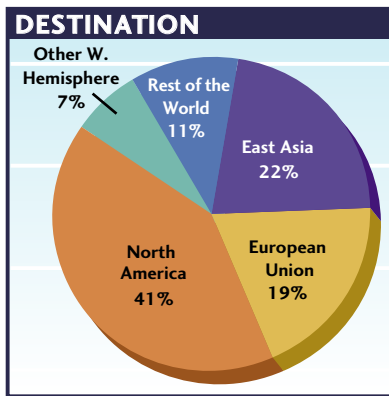 DESTINATION
Other W.
Hemisphere
7%
Rest of the
World
11%
East Asia
22%
European
Union
19%
North
America
41%